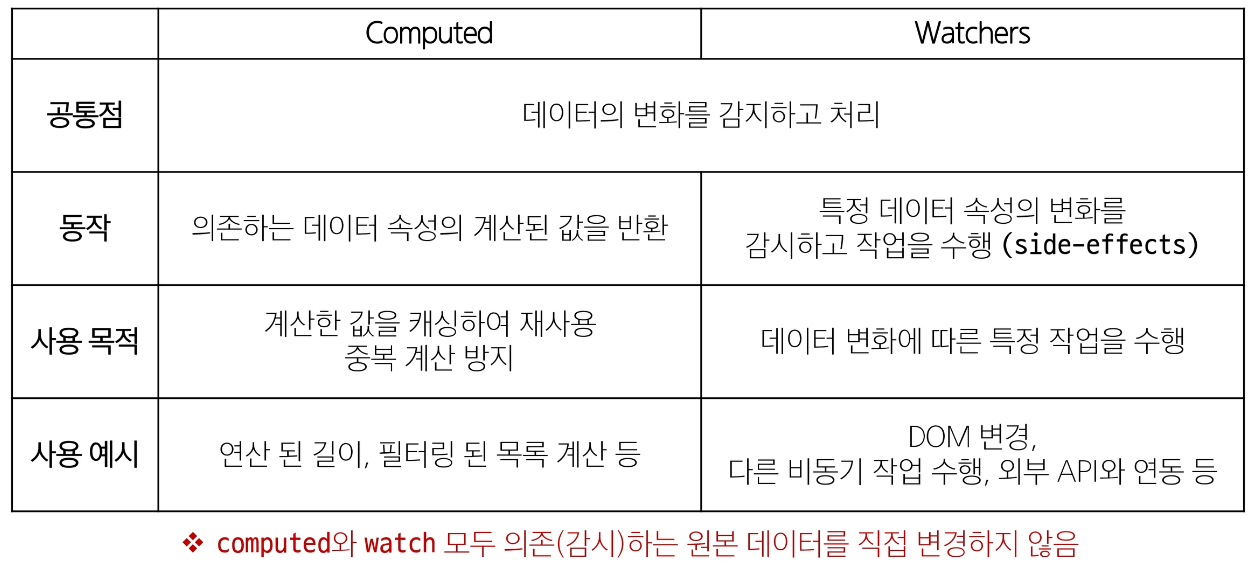 Computed
Watchers
공통점
데이터의 변화를 감지하고 처리
동작
의존하는 데이터 속성의 계산된 값을 반환
특정 데이터 속성의 변화를
감시하고 작업을 수행 (side-effects)
사용 목적
계산한 값을 캐싱하여 재사용
중복 계산 방지
데이터 변화에 따른 특정 작업을 수행
사용 예시
연산 된 길이, 필터링 된 목록 계산 등
DOM 변경,
다른 비동기 작업 수행, 외부 API와 연동 등
❖ computed와 watch 모두 의존(감시)하는 원본 데이터를 직접 변경하지 않음